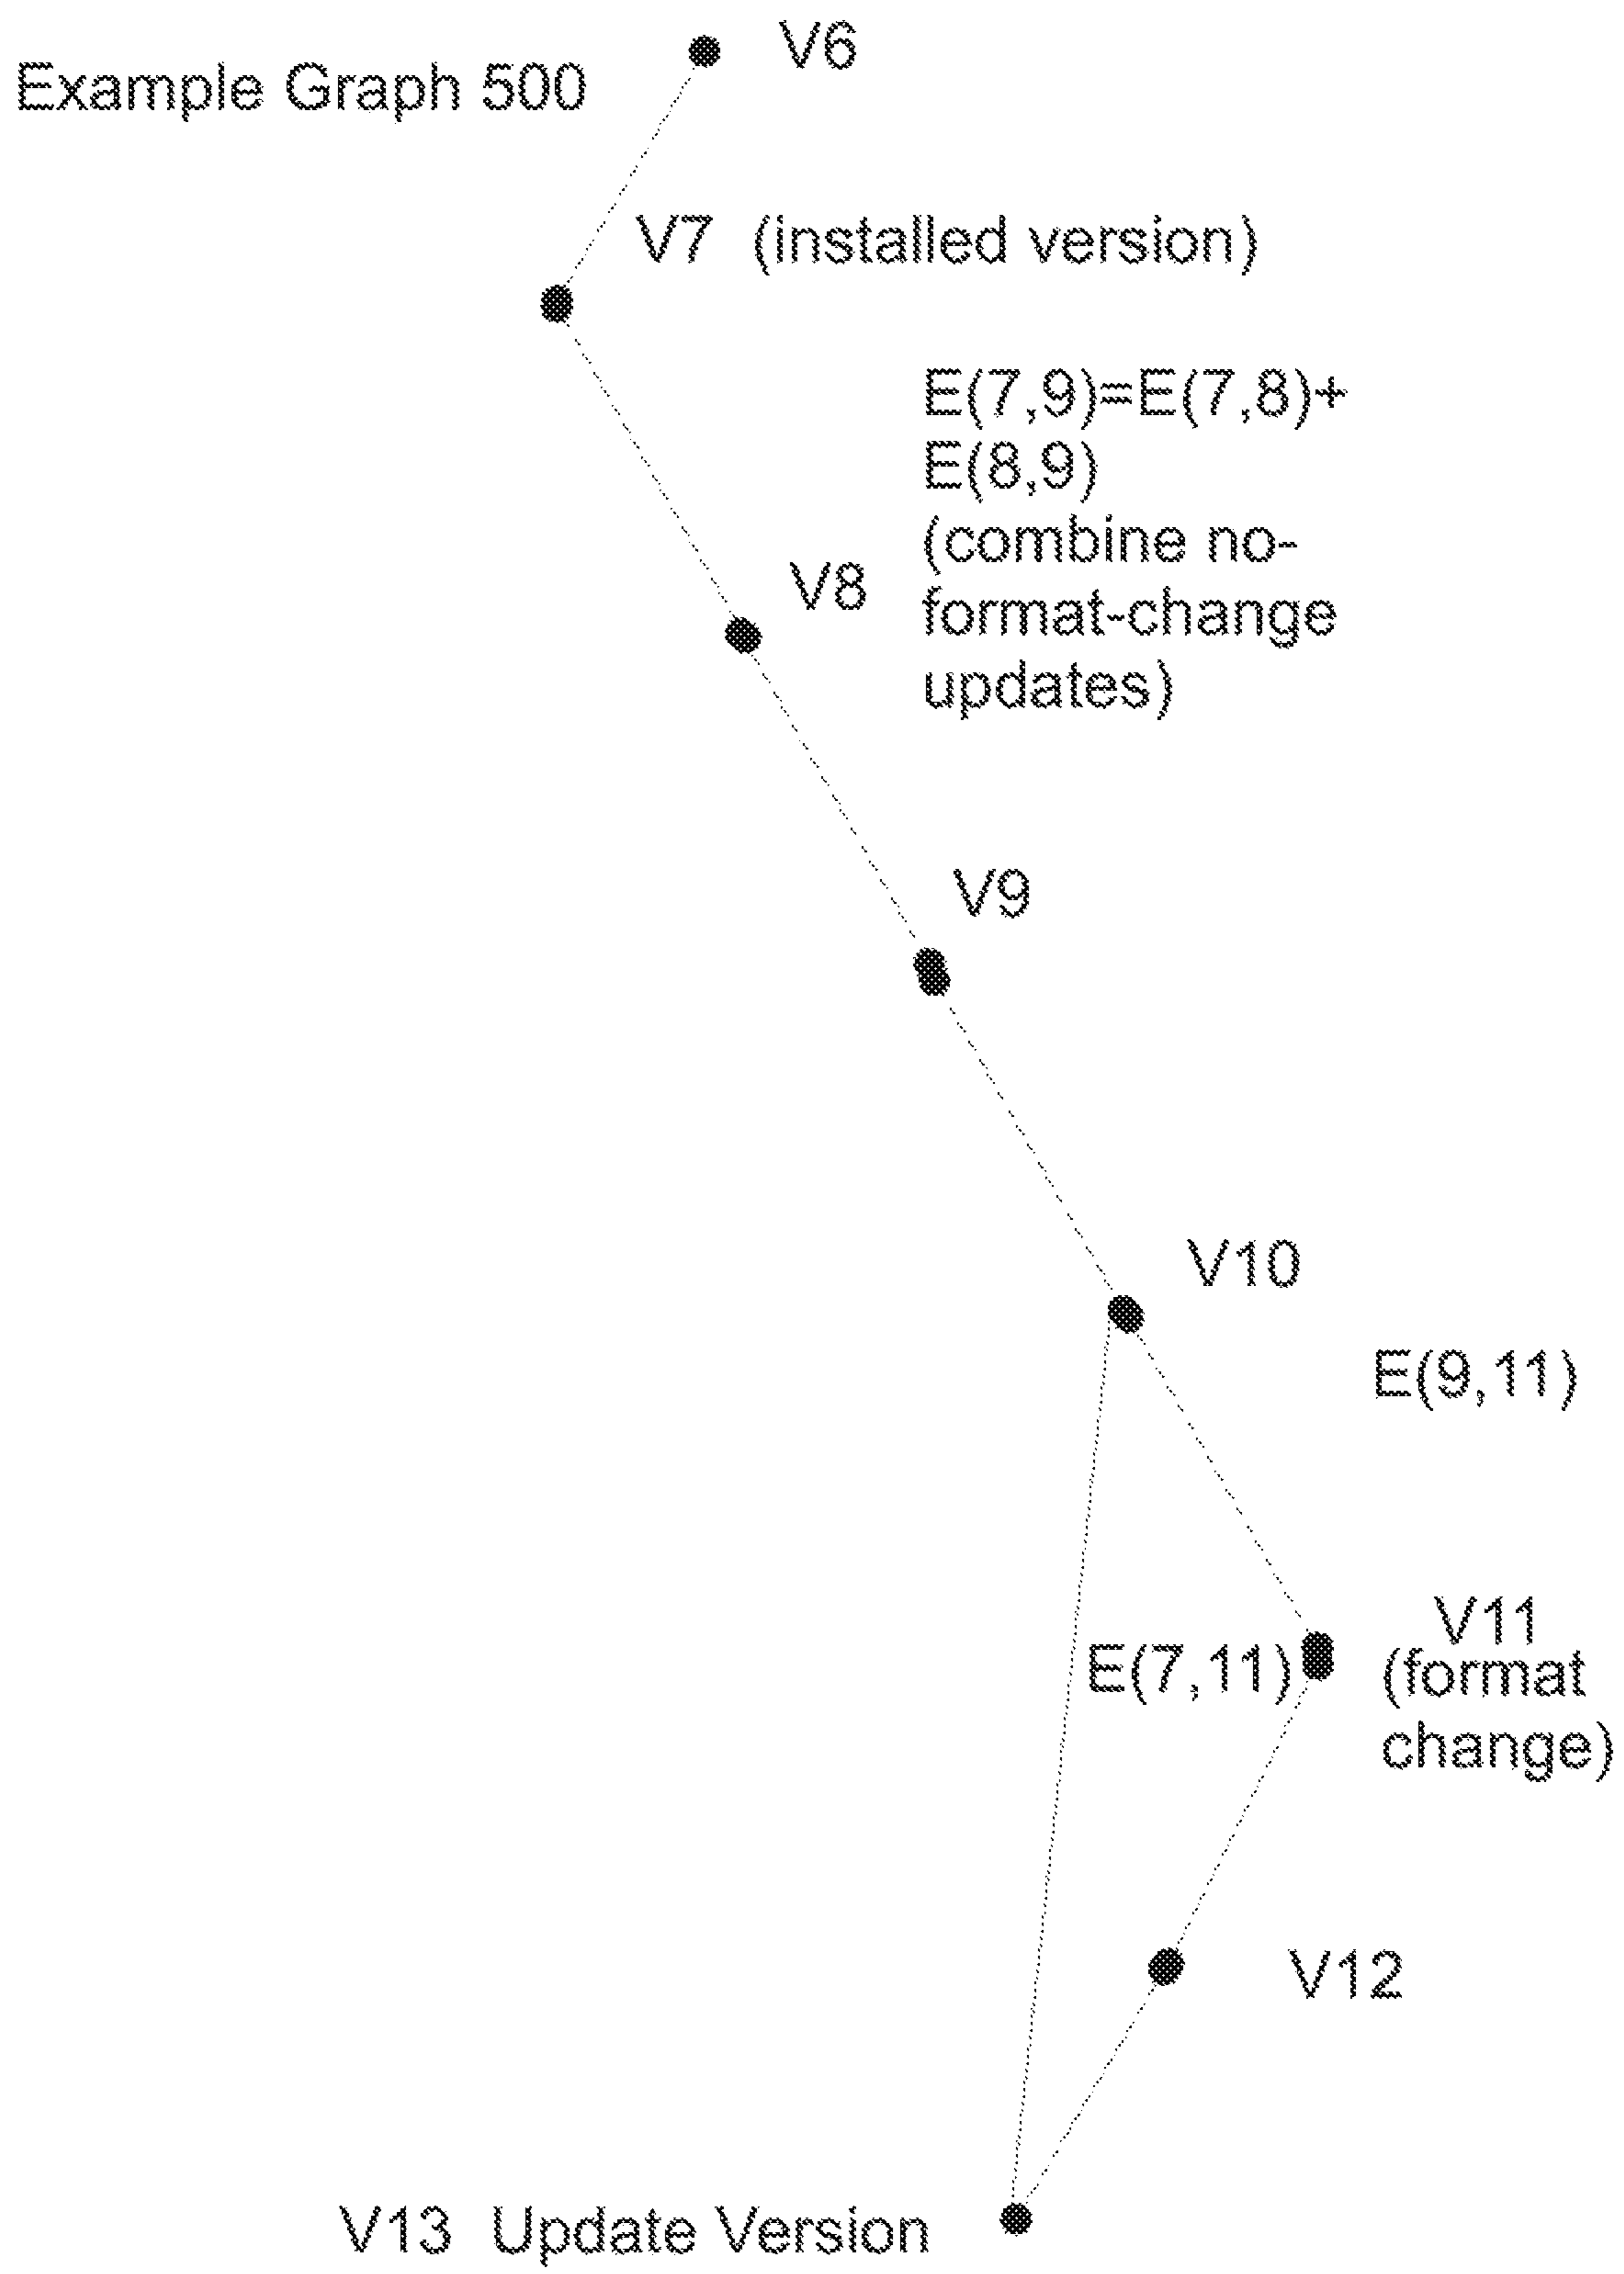 V6
Example Graph 500
V7 (installed version)
E(7,9)=E(7,8)+
E(8,9)
(combine no-
format-change
updates)
V8
V9
V10
E(9,11)
V11
(format
change)
E(7,11)
V12
V13 Update Version